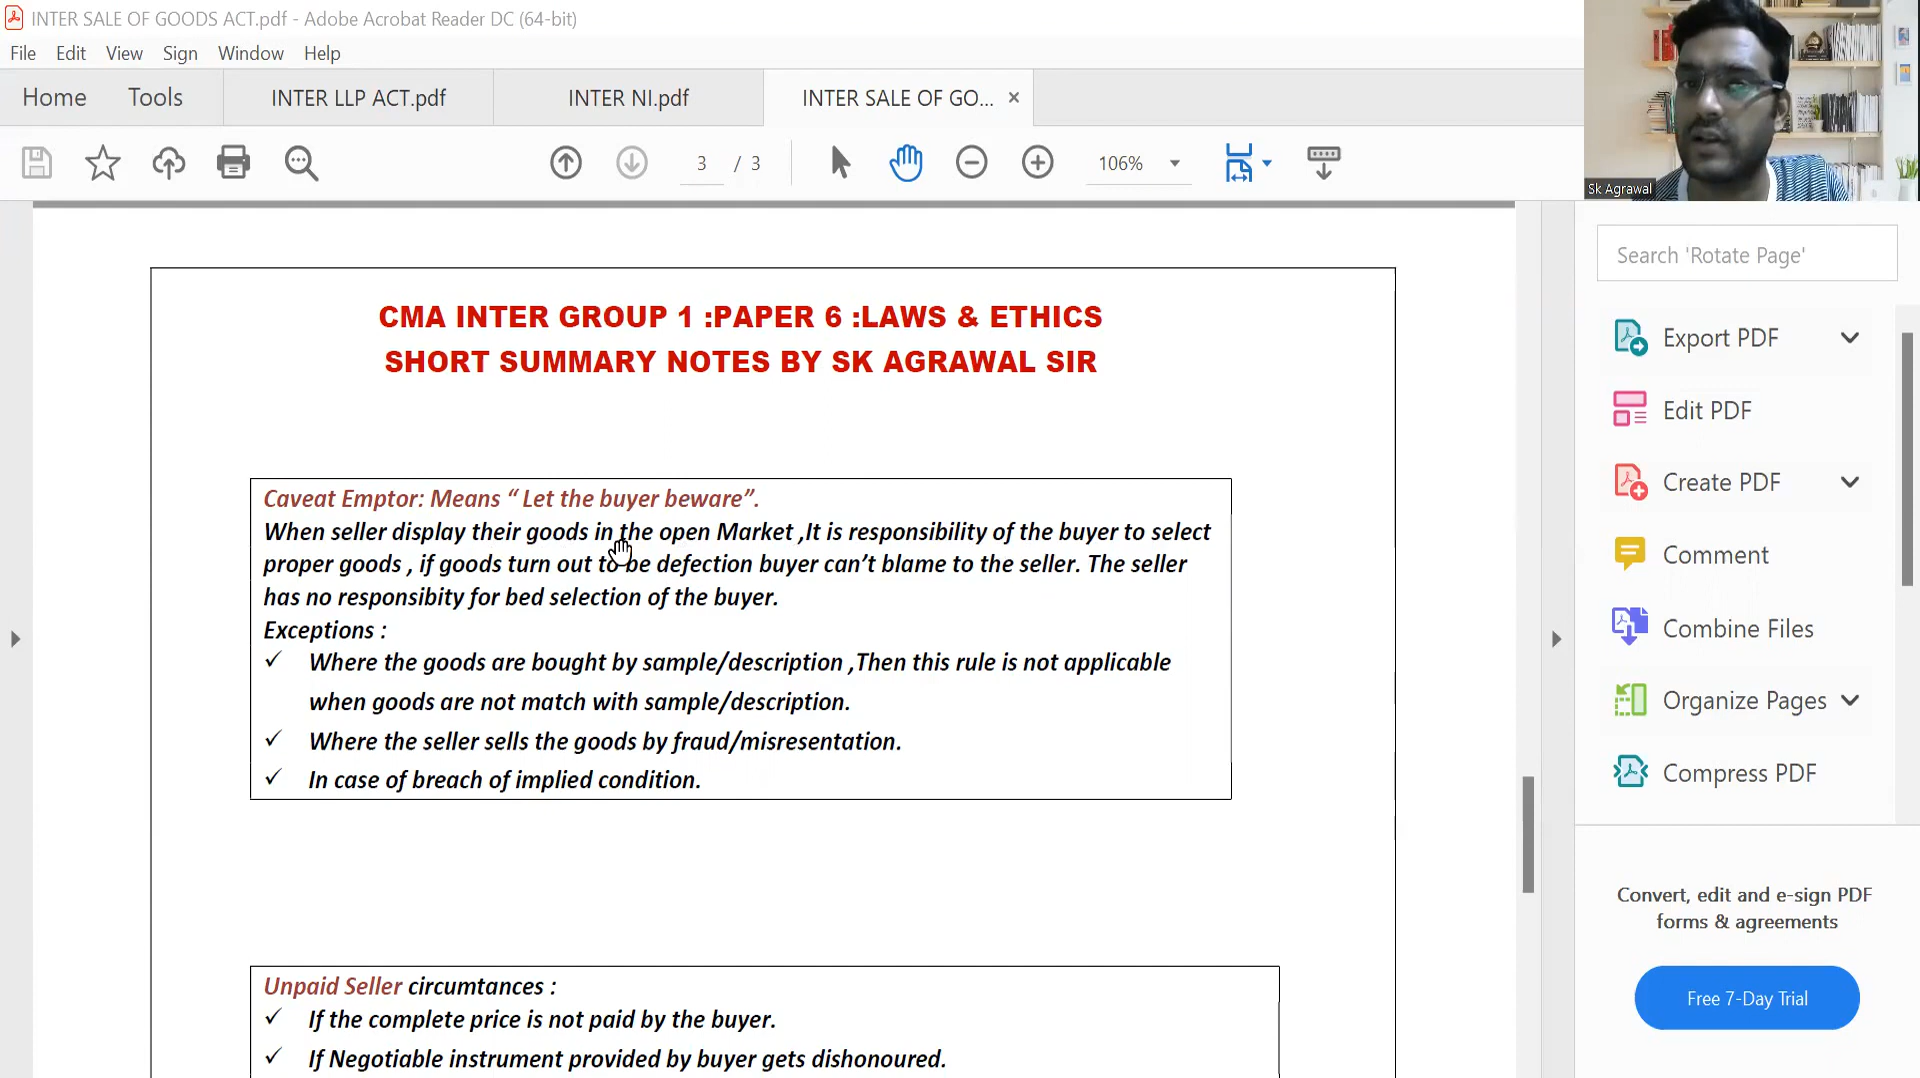 INTER SALE OF GOODS ACT.pdf - Adobe Acrobat Reader DC (64-bit)
File Edit View Sign Window Help
Home Tools INTER LLP ACT.pdf INTER NI.pdf INTER SALE OF GO... ×
3 / 3 106%
Sk Agrawal
Search 'Rotate Page'
Export PDF
Edit PDF
Create PDF
Comment
Combine Files
Organize Pages
Compress PDF
Convert, edit and e-sign PDF
forms & agreements
Free 7-Day Trial
CMA INTER GROUP 1 :PAPER 6 :LAWS & ETHICS
SHORT SUMMARY NOTES BY SK AGRAWAL SIR
Caveat Emptor: Means “ Let the buyer beware”.
When seller display their goods in the open Market ,It is responsibility of the buyer to select
proper goods , if goods turn out to be defection buyer can’t blame to the seller. The seller
has no responsibity for bed selection of the buyer.
Exceptions :
✓ Where the goods are bought by sample/description ,Then this rule is not applicable
when goods are not match with sample/description.
✓ Where the seller sells the goods by fraud/misresentation.
✓ In case of breach of implied condition.
Unpaid Seller circumtances :
✓ If the complete price is not paid by the buyer.
✓ If Negotiable instrument provided by buyer gets dishonoured.